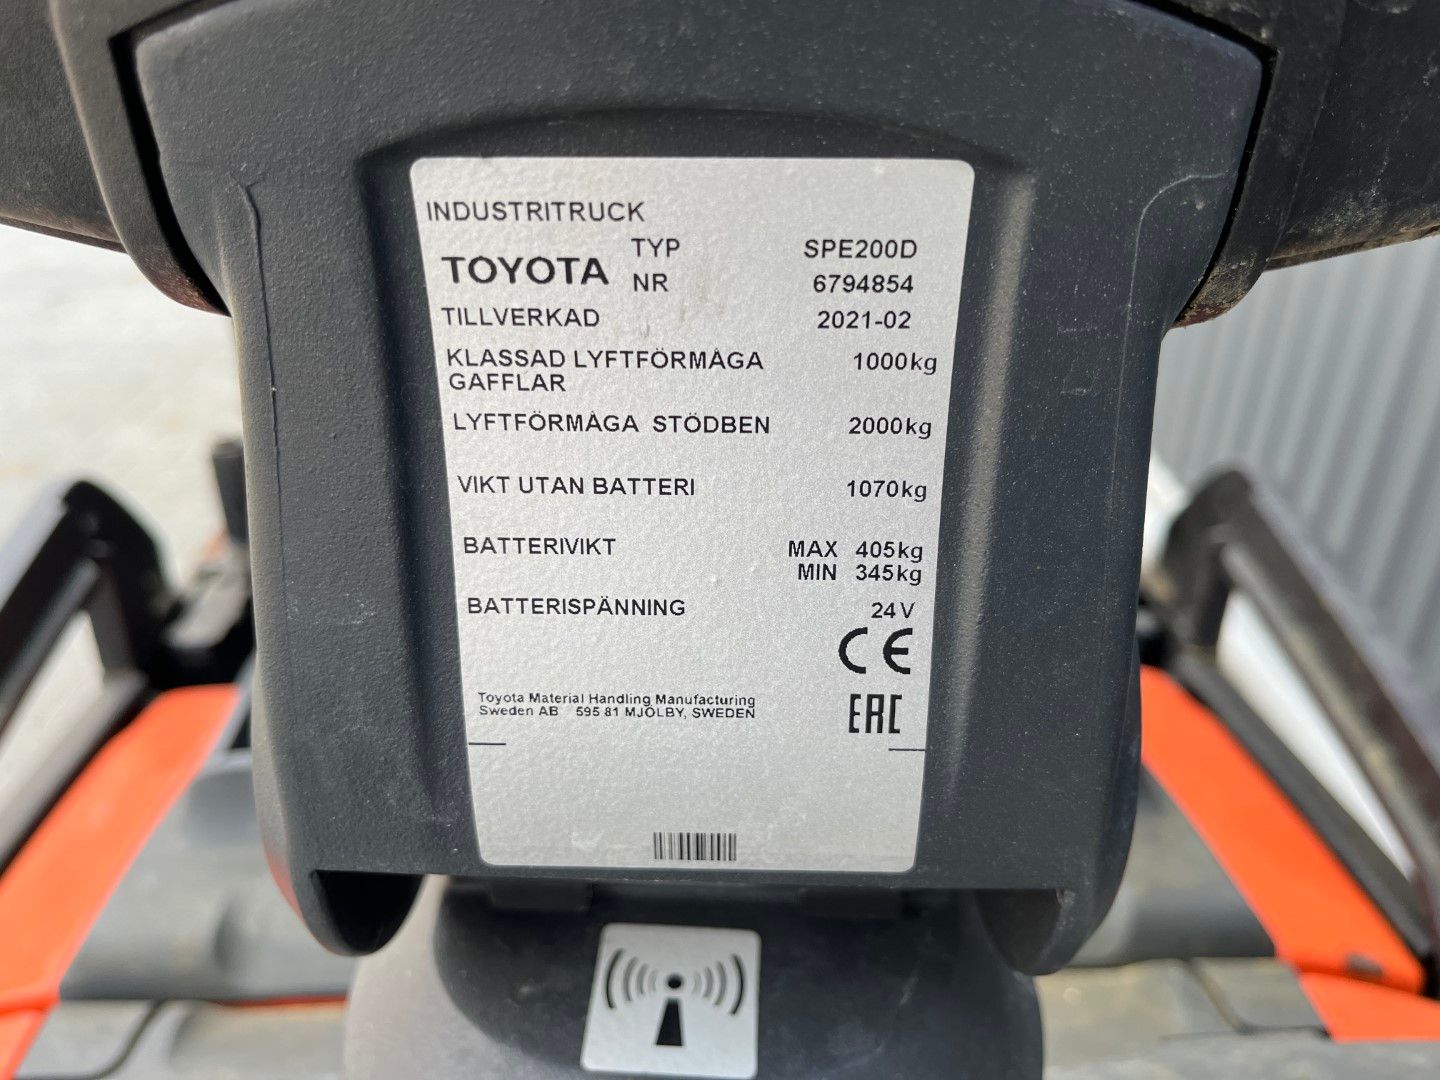 INDUSTRITRUCK
TOYOTA TYP SPE200D
NR 6794854
TILLVERKAD 2021-02
KLASSAD LYFTFÖRMÅGA 1000kg
GAFFLAR
LYFTFÖRMÅGA STÖDBEN 2000kg
VIKT UTAN BATTERI 1070kg
BATTERIVIKT MAX 405kg
MIN 345kg
BATTERISPÄNNING 24V
CE
Toyota Material Handling Manufacturing
Sweden AB 595 81 MJÖLBY, SWEDEN
EAC